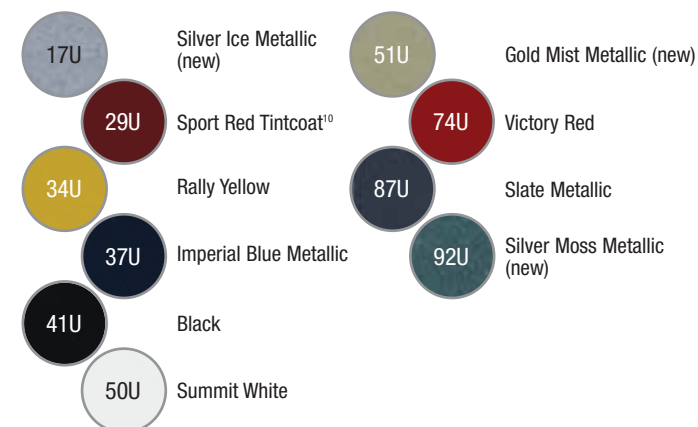 17U
Silver Ice Metallic
(new)
29U
Sport Red Tintcoat¹⁰
34U
Rally Yellow
37U
Imperial Blue Metallic
41U
Black
50U
Summit White
51U
Gold Mist Metallic (new)
74U
Victory Red
87U
Slate Metallic
92U
Silver Moss Metallic
(new)